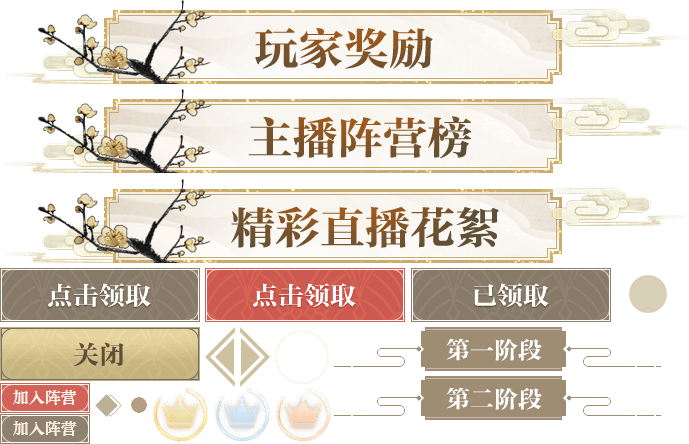 玩家奖励
主播阵营榜
精彩直播花絮
点击领取
点击领取
已领取
关闭
第一阶段
加入阵营
第二阶段
加入阵营